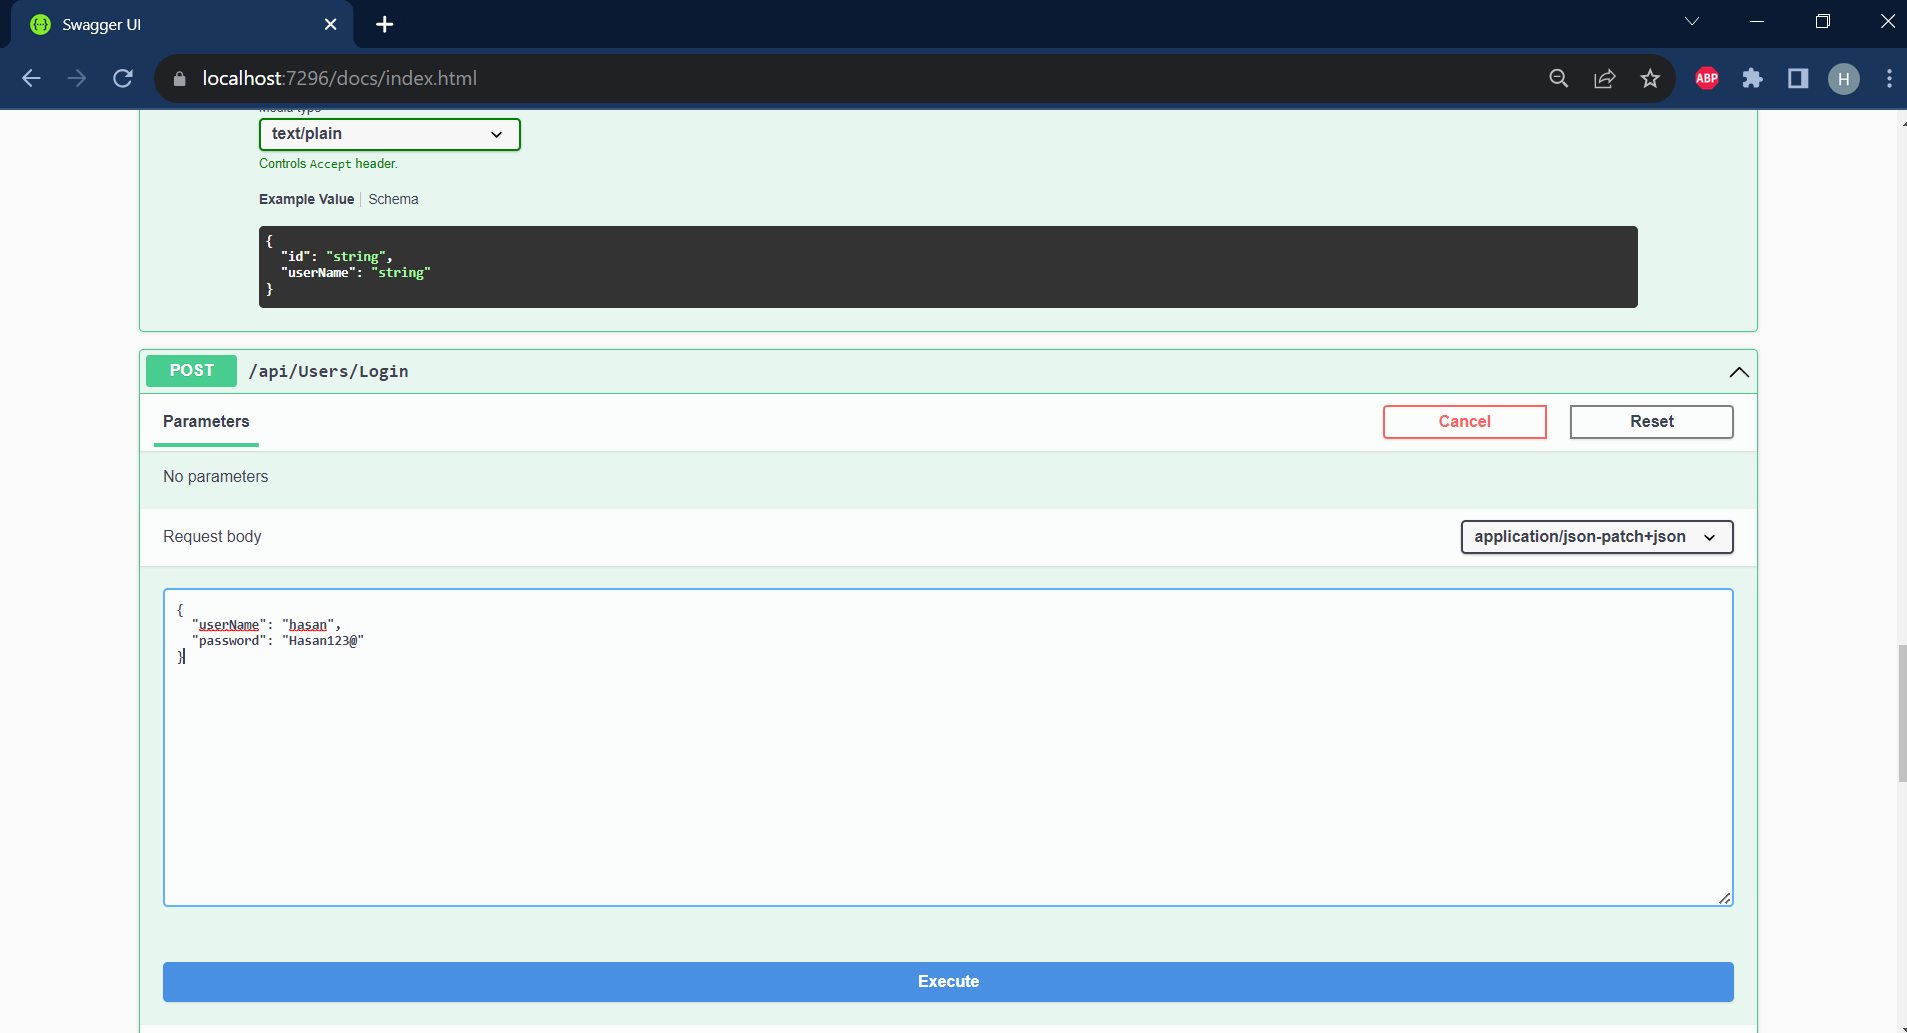 Swagger UI
localhost:7296/docs/index.html
ABP
H
Media type
text/plain
Controls Accept header.
Example Value Schema
{
"id": "string",
"userName": "string"
}
POST /api/Users/Login
Parameters Cancel Reset
No parameters
Request body application/json-patch+json
{
"userName": "hasan",
"password": "Hasan123@"
}
Execute